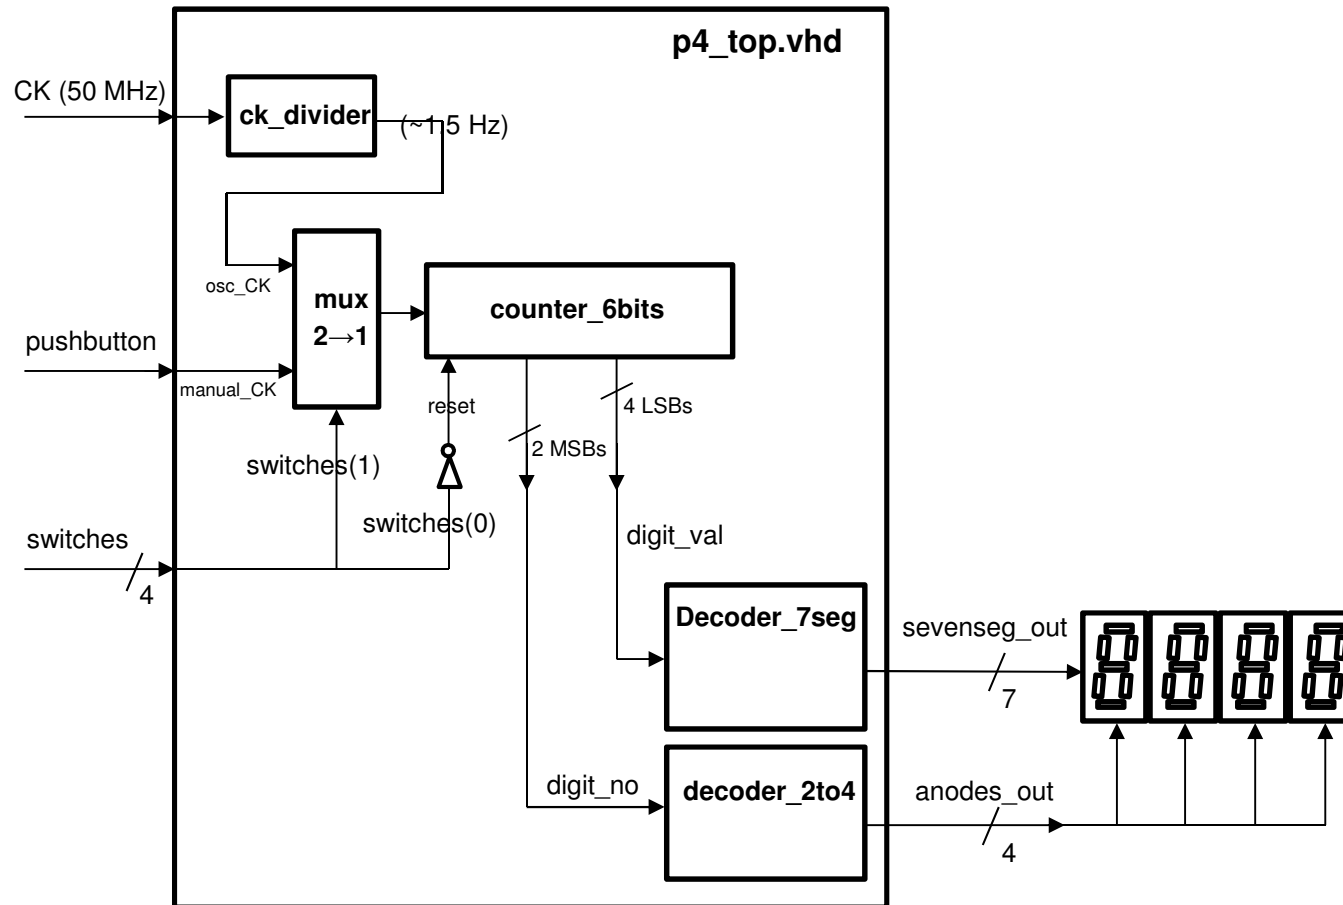 p4_top.vhd
CK (50 MHz)
ck_divider
(~1.5 Hz)
osc_CK
mux
2→1
counter_6bits
pushbutton
manual_CK
reset
4 LSBs
2 MSBs
switches(1)
switches(0)
switches
4
digit_val
Decoder_7seg
sevenseg_out
7
digit_no
decoder_2to4
anodes_out
4